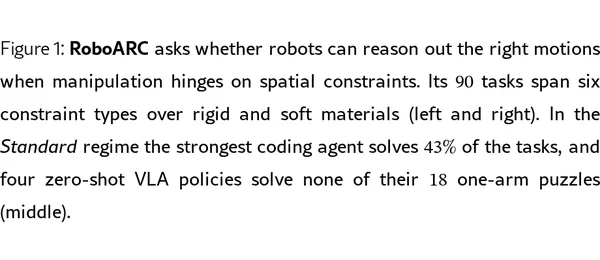 Figure 1: RoboARC asks whether robots can reason out the right motions
when manipulation hinges on spatial constraints. Its 90 tasks span six
constraint types over rigid and soft materials (left and right). In the
Standard regime the strongest coding agent solves 43% of the tasks, and
four zero-shot VLA policies solve none of their 18 one-arm puzzles
(middle).